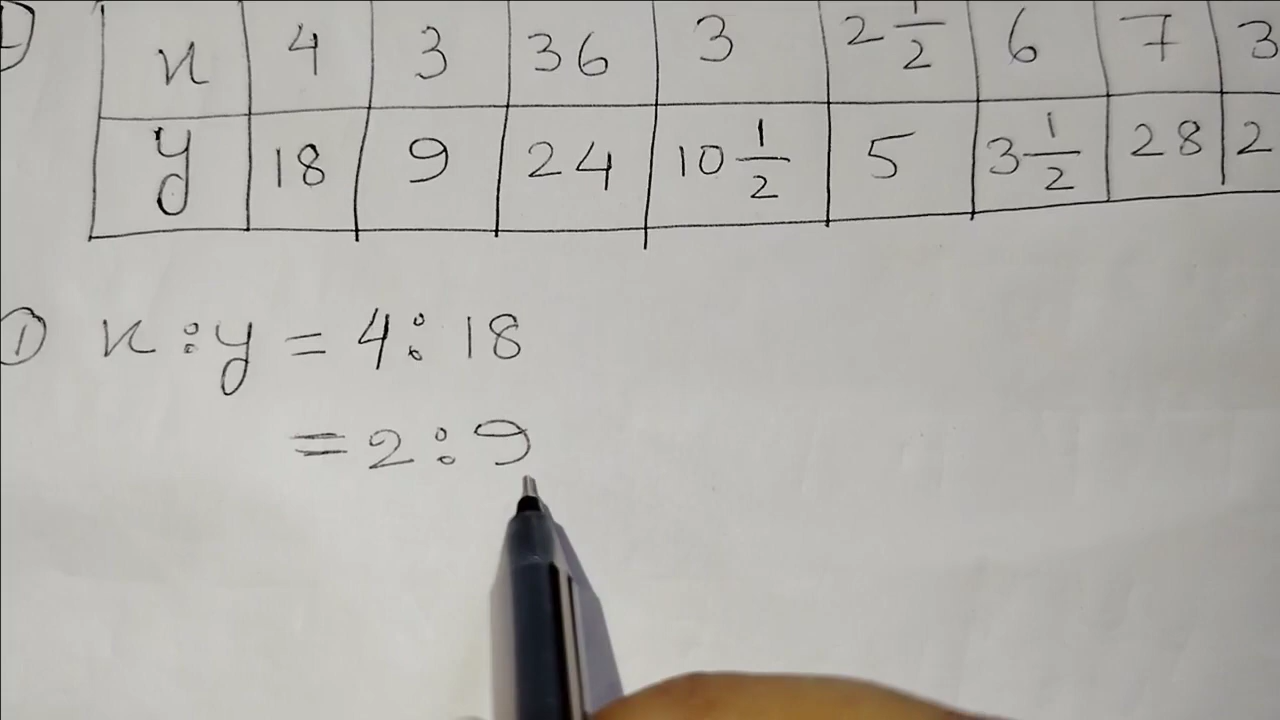 x 4 3 36 3 2 1/2 6 7 3
y 18 9 24 10 1/2 5 3 1/2 28 2
① x : y = 4 : 18
= 2 : 9